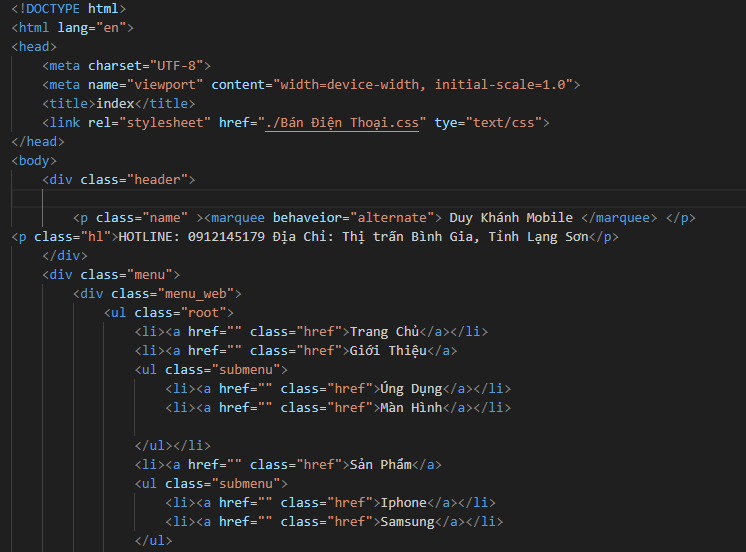 <!DOCTYPE html>
<html lang="en">
<head>
    <meta charset="UTF-8">
    <meta name="viewport" content="width=device-width, initial-scale=1.0">
    <title>index</title>
    <link rel="stylesheet" href="./Bán Điện Thoại.css" tye="text/css">
</head>
<body>
    <div class="header">

        <p class="name" ><marquee behaveior="alternate"> Duy Khánh Mobile </marquee> </p>
<p class="hl">HOTLINE: 0912145179 Địa Chỉ: Thị trấn Bình Gia, Tỉnh Lạng Sơn</p>
    </div>
    <div class="menu">
        <div class="menu_web">
            <ul class="root">
                <li><a href="" class="href">Trang Chủ</a></li>
                <li><a href="" class="href">Giới Thiệu</a>
                <ul class="submenu">
                    <li><a href="" class="href">Úng Dụng</a></li>
                    <li><a href="" class="href">Màn Hình</a></li>

                </ul></li>
                <li><a href="" class="href">Sản Phẩm</a>
                <ul class="submenu">
                    <li><a href="" class="href">Iphone</a></li>
                    <li><a href="" class="href">Samsung</a></li>
                </ul>